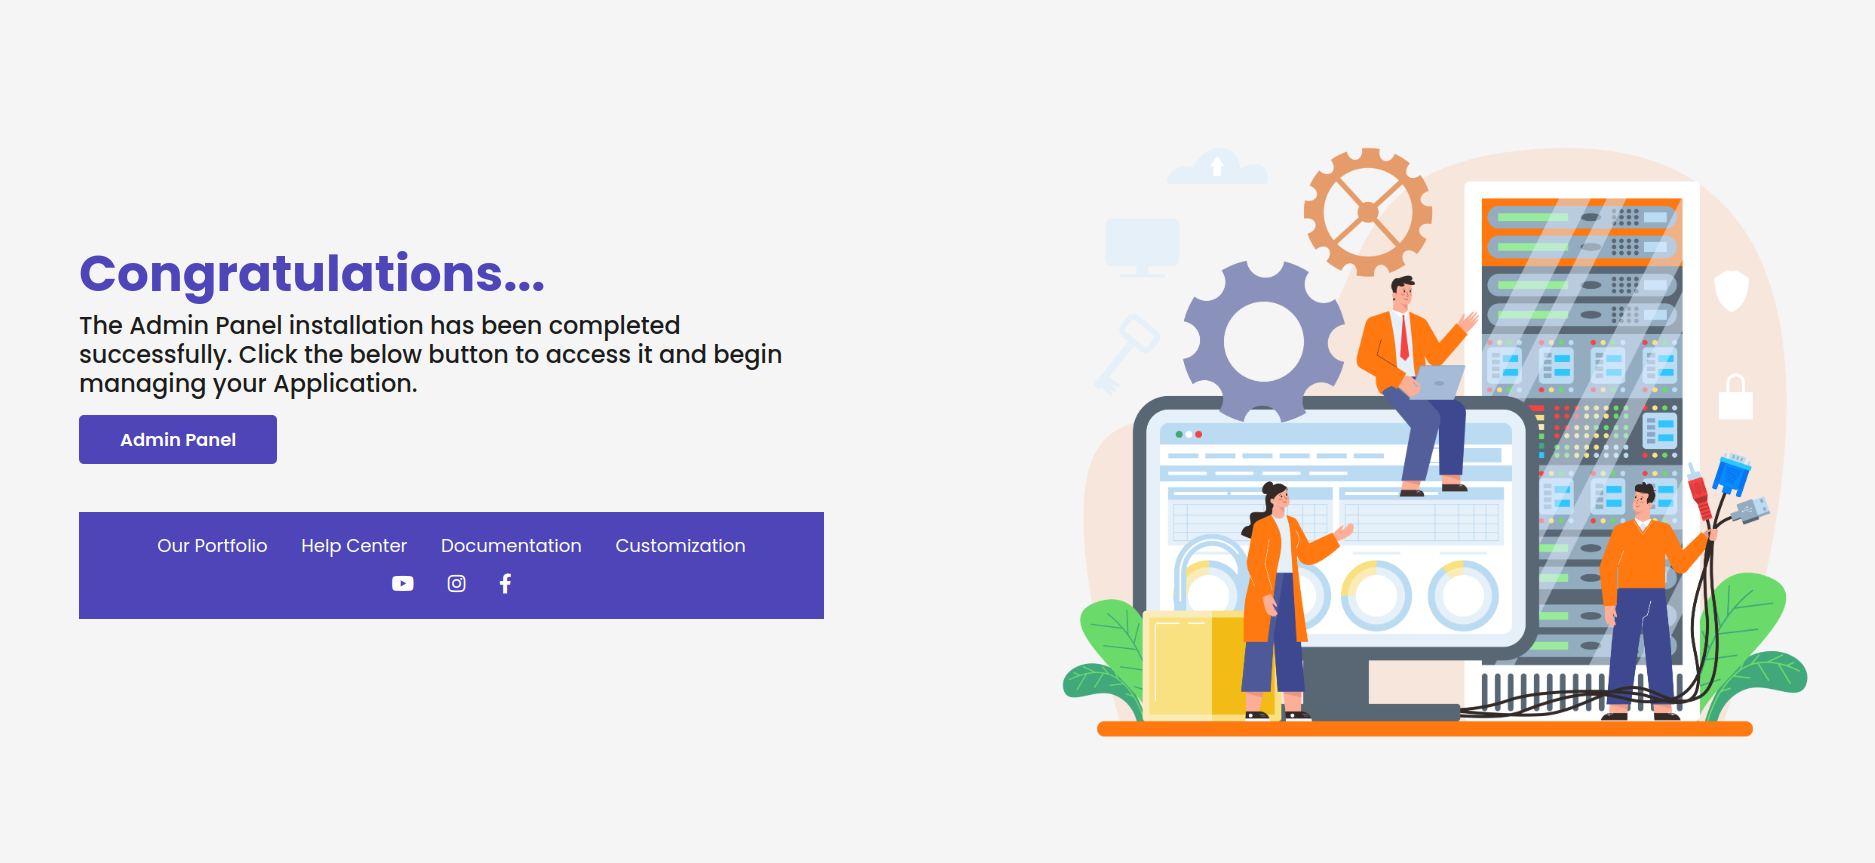 Congratulations...
The Admin Panel installation has been completed
successfully. Click the below button to access it and begin
managing your Application.
Admin Panel
Our Portfolio Help Center Documentation Customization